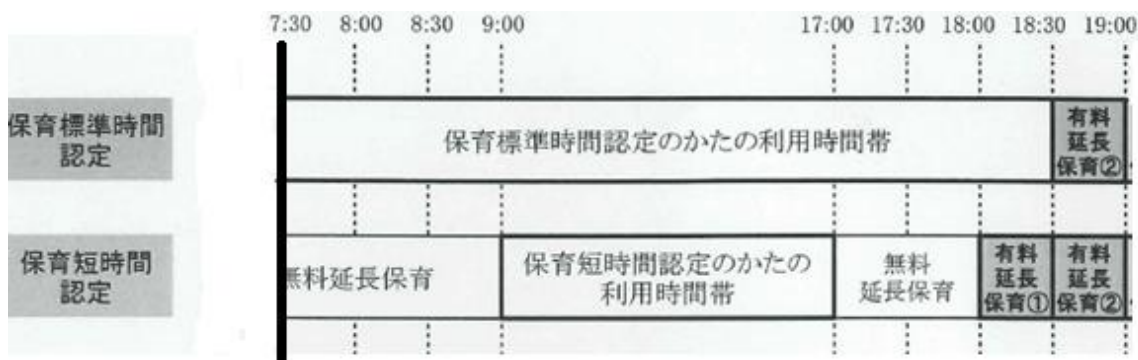 7:30 8:00 8:30 9:00 17:00 17:30 18:00 18:30 19:00
保育標準時間
認定
保育標準時間認定のかたの利用時間帯
有料
延長
保育②
保育短時間
認定
無料延長保育
保育短時間認定のかたの
利用時間帯
無料
延長保育
有料
延長
保育①
有料
延長
保育②